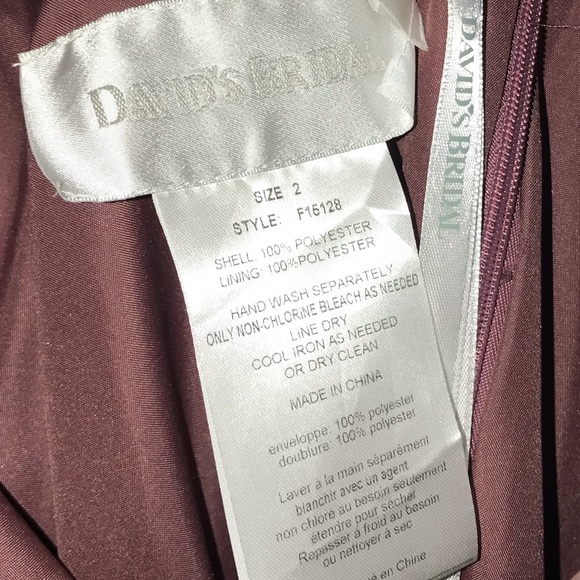 DAVID'S BRIDAL
DAVID'S BRIDAL
SIZE 2
STYLE: F15128
SHELL: 100% POLYESTER
LINING: 100%POLYESTER
HAND WASH SEPARATELY
ONLY NON-CHLORINE BLEACH AS NEEDED
LINE DRY
COOL IRON AS NEEDED
OR DRY CLEAN
MADE IN CHINA
enveloppe: 100% polyester
doublure: 100% polyester
Laver à la main séparément
blanchir avec un agent
non chloré au besoin seulement
étendre pour sécher
Repasser à froid au besoin
ou nettoyer à sec
en Chine